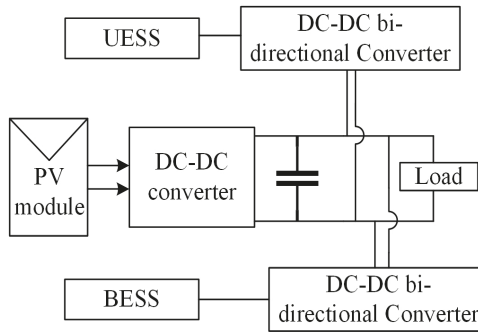 UESS
DC-DC bi-
directional Converter
PV
module
DC-DC
converter
Load
BESS
DC-DC bi-
directional Converter